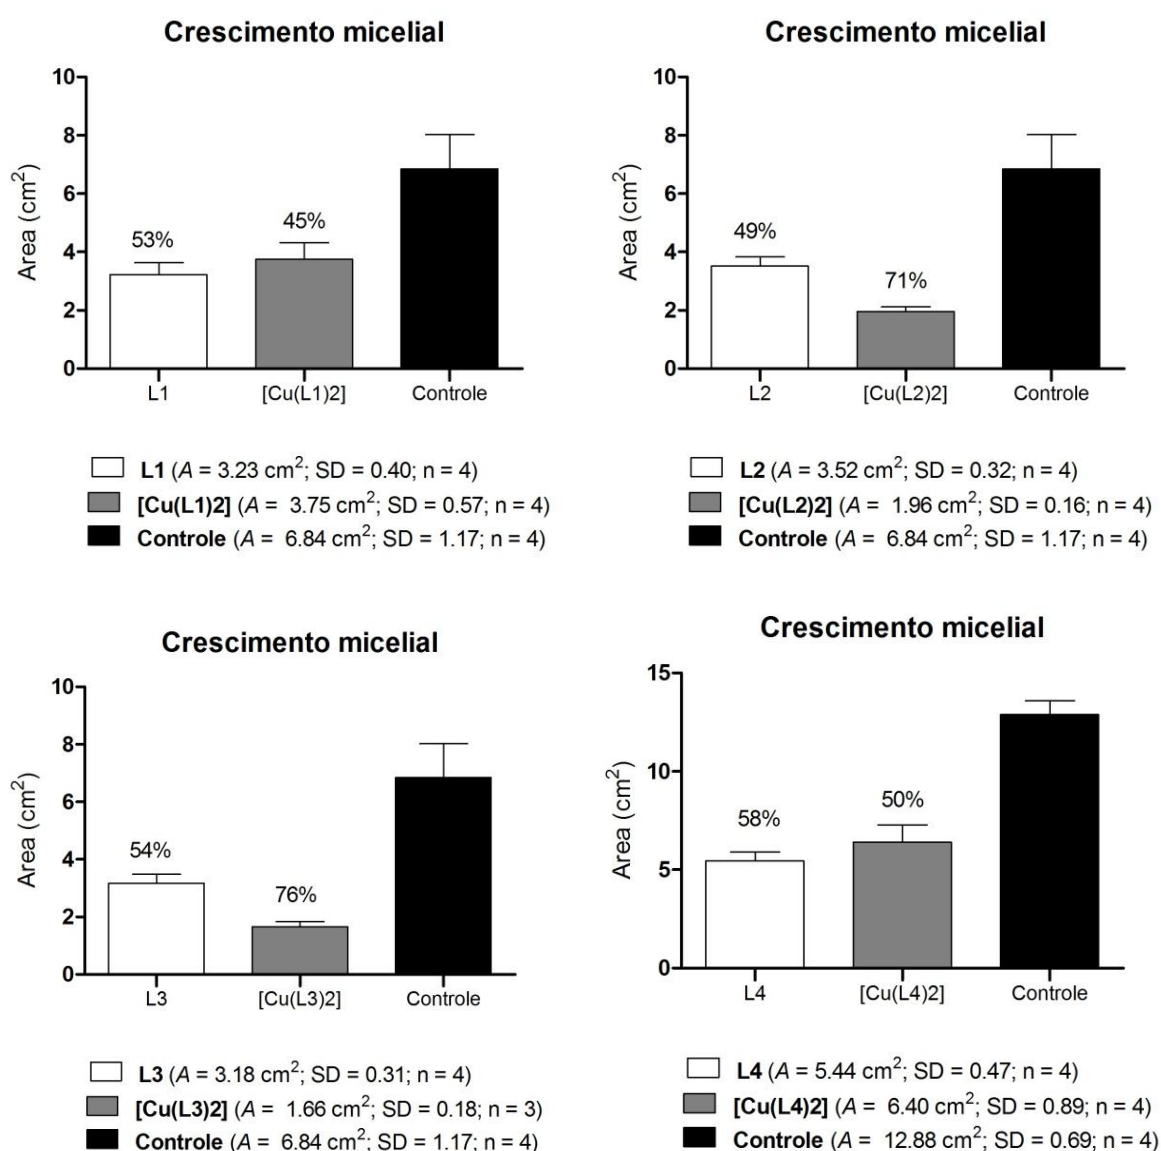 Crescimento micelial
10
8
6
4
2
0
Area (cm²)
53%
45%
L1 [Cu(L1)2] Controle
L1 (A = 3.23 cm²; SD = 0.40; n = 4)
[Cu(L1)2] (A = 3.75 cm²; SD = 0.57; n = 4)
Controle (A = 6.84 cm²; SD = 1.17; n = 4)
Crescimento micelial
10
8
6
4
2
0
Area (cm²)
49%
71%
L2 [Cu(L2)2] Controle
L2 (A = 3.52 cm²; SD = 0.32; n = 4)
[Cu(L2)2] (A = 1.96 cm²; SD = 0.16; n = 4)
Controle (A = 6.84 cm²; SD = 1.17; n = 4)
Crescimento micelial
10
8
6
4
2
0
Area (cm²)
54%
76%
L3 [Cu(L3)2] Controle
L3 (A = 3.18 cm²; SD = 0.31; n = 4)
[Cu(L3)2] (A = 1.66 cm²; SD = 0.18; n = 3)
Controle (A = 6.84 cm²; SD = 1.17; n = 4)
Crescimento micelial
15
10
5
0
Area (cm²)
58%
50%
L4 [Cu(L4)2] Controle
L4 (A = 5.44 cm²; SD = 0.47; n = 4)
[Cu(L4)2] (A = 6.40 cm²; SD = 0.89; n = 4)
Controle (A = 12.88 cm²; SD = 0.69; n = 4)